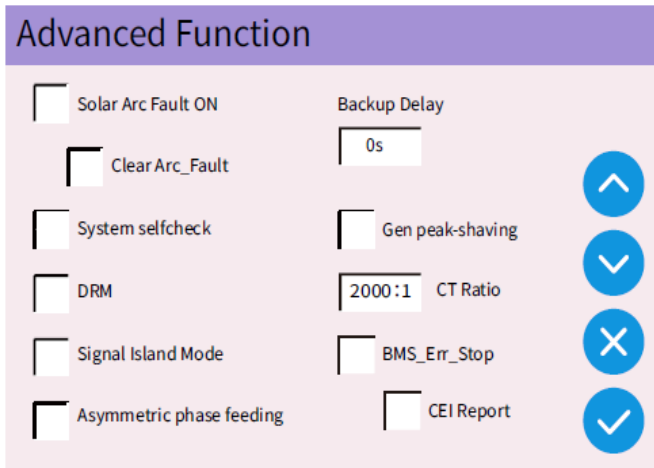 Advanced Function
Solar Arc Fault ON
Backup Delay
0s
Clear Arc_Fault
System selfcheck
Gen peak-shaving
DRM
2000:1 CT Ratio
Signal Island Mode
BMS_Err_Stop
Asymmetric phase feeding
CEI Report